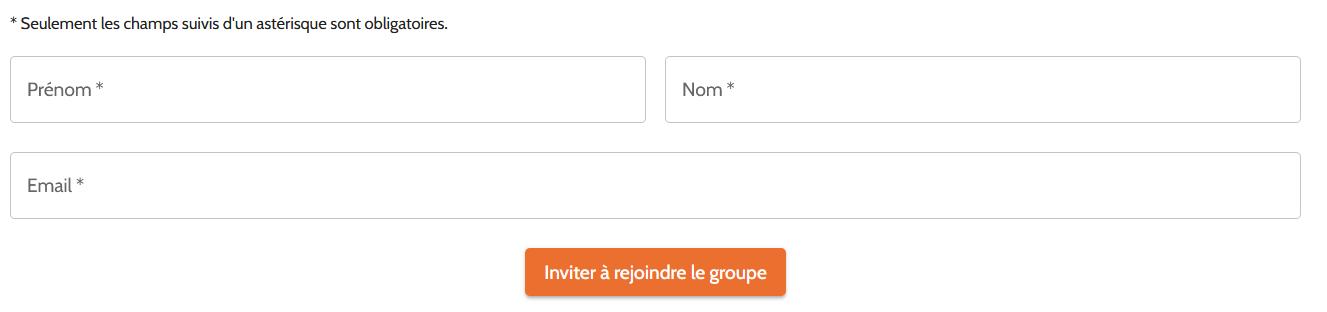 * Seulement les champs suivis d'un astérisque sont obligatoires.
Prénom *
Nom *
Email *
Inviter à rejoindre le groupe